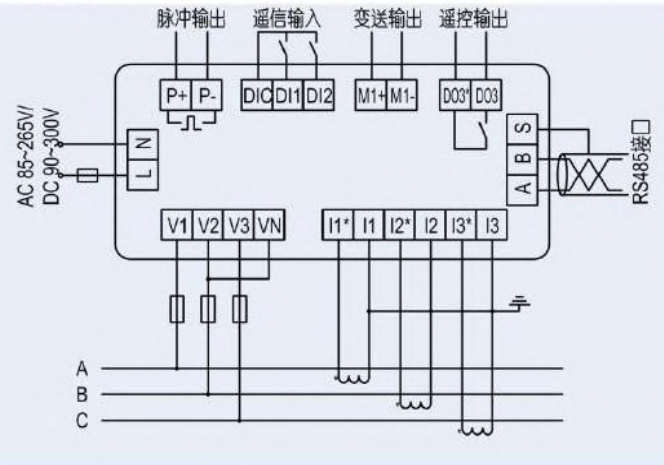 脉冲输出 遥信输入 变送输出 遥控输出
P+ P- DIC DI1 DI2 M1+ M1- DO3* DO3
AC 85~265V/
DC 90~300V
N
L
S
B
A
RS485接口
V1 V2 V3 VN I1* I1 I2* I2 I3* I3
A
B
C